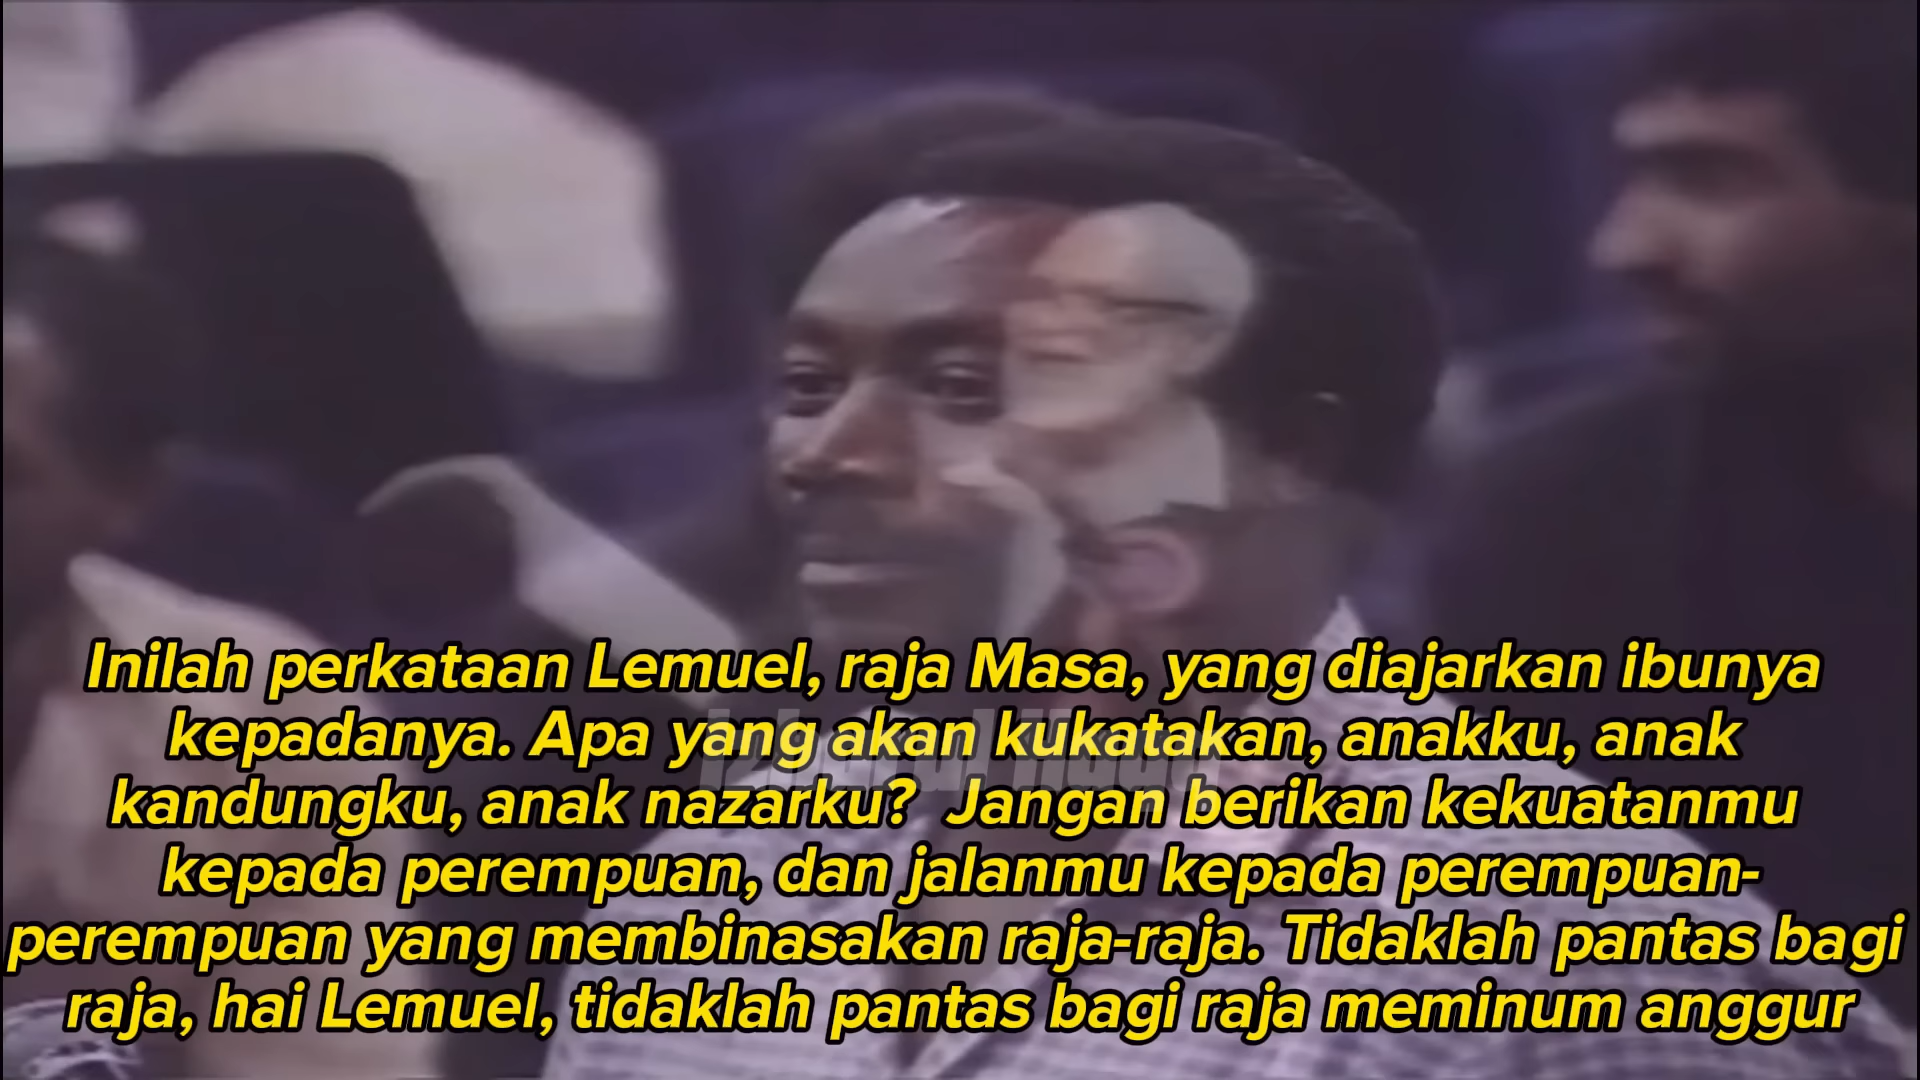 Inilah perkataan Lemuel, raja Masa, yang diajarkan ibunya
kepadanya. Apa yang akan kukatakan, anakku, anak
kandungku, anak nazarku? Jangan berikan kekuatanmu
kepada perempuan, dan jalanmu kepada perempuan-
perempuan yang membinasakan raja-raja. Tidaklah pantas bagi
raja, hai Lemuel, tidaklah pantas bagi raja meminum anggur